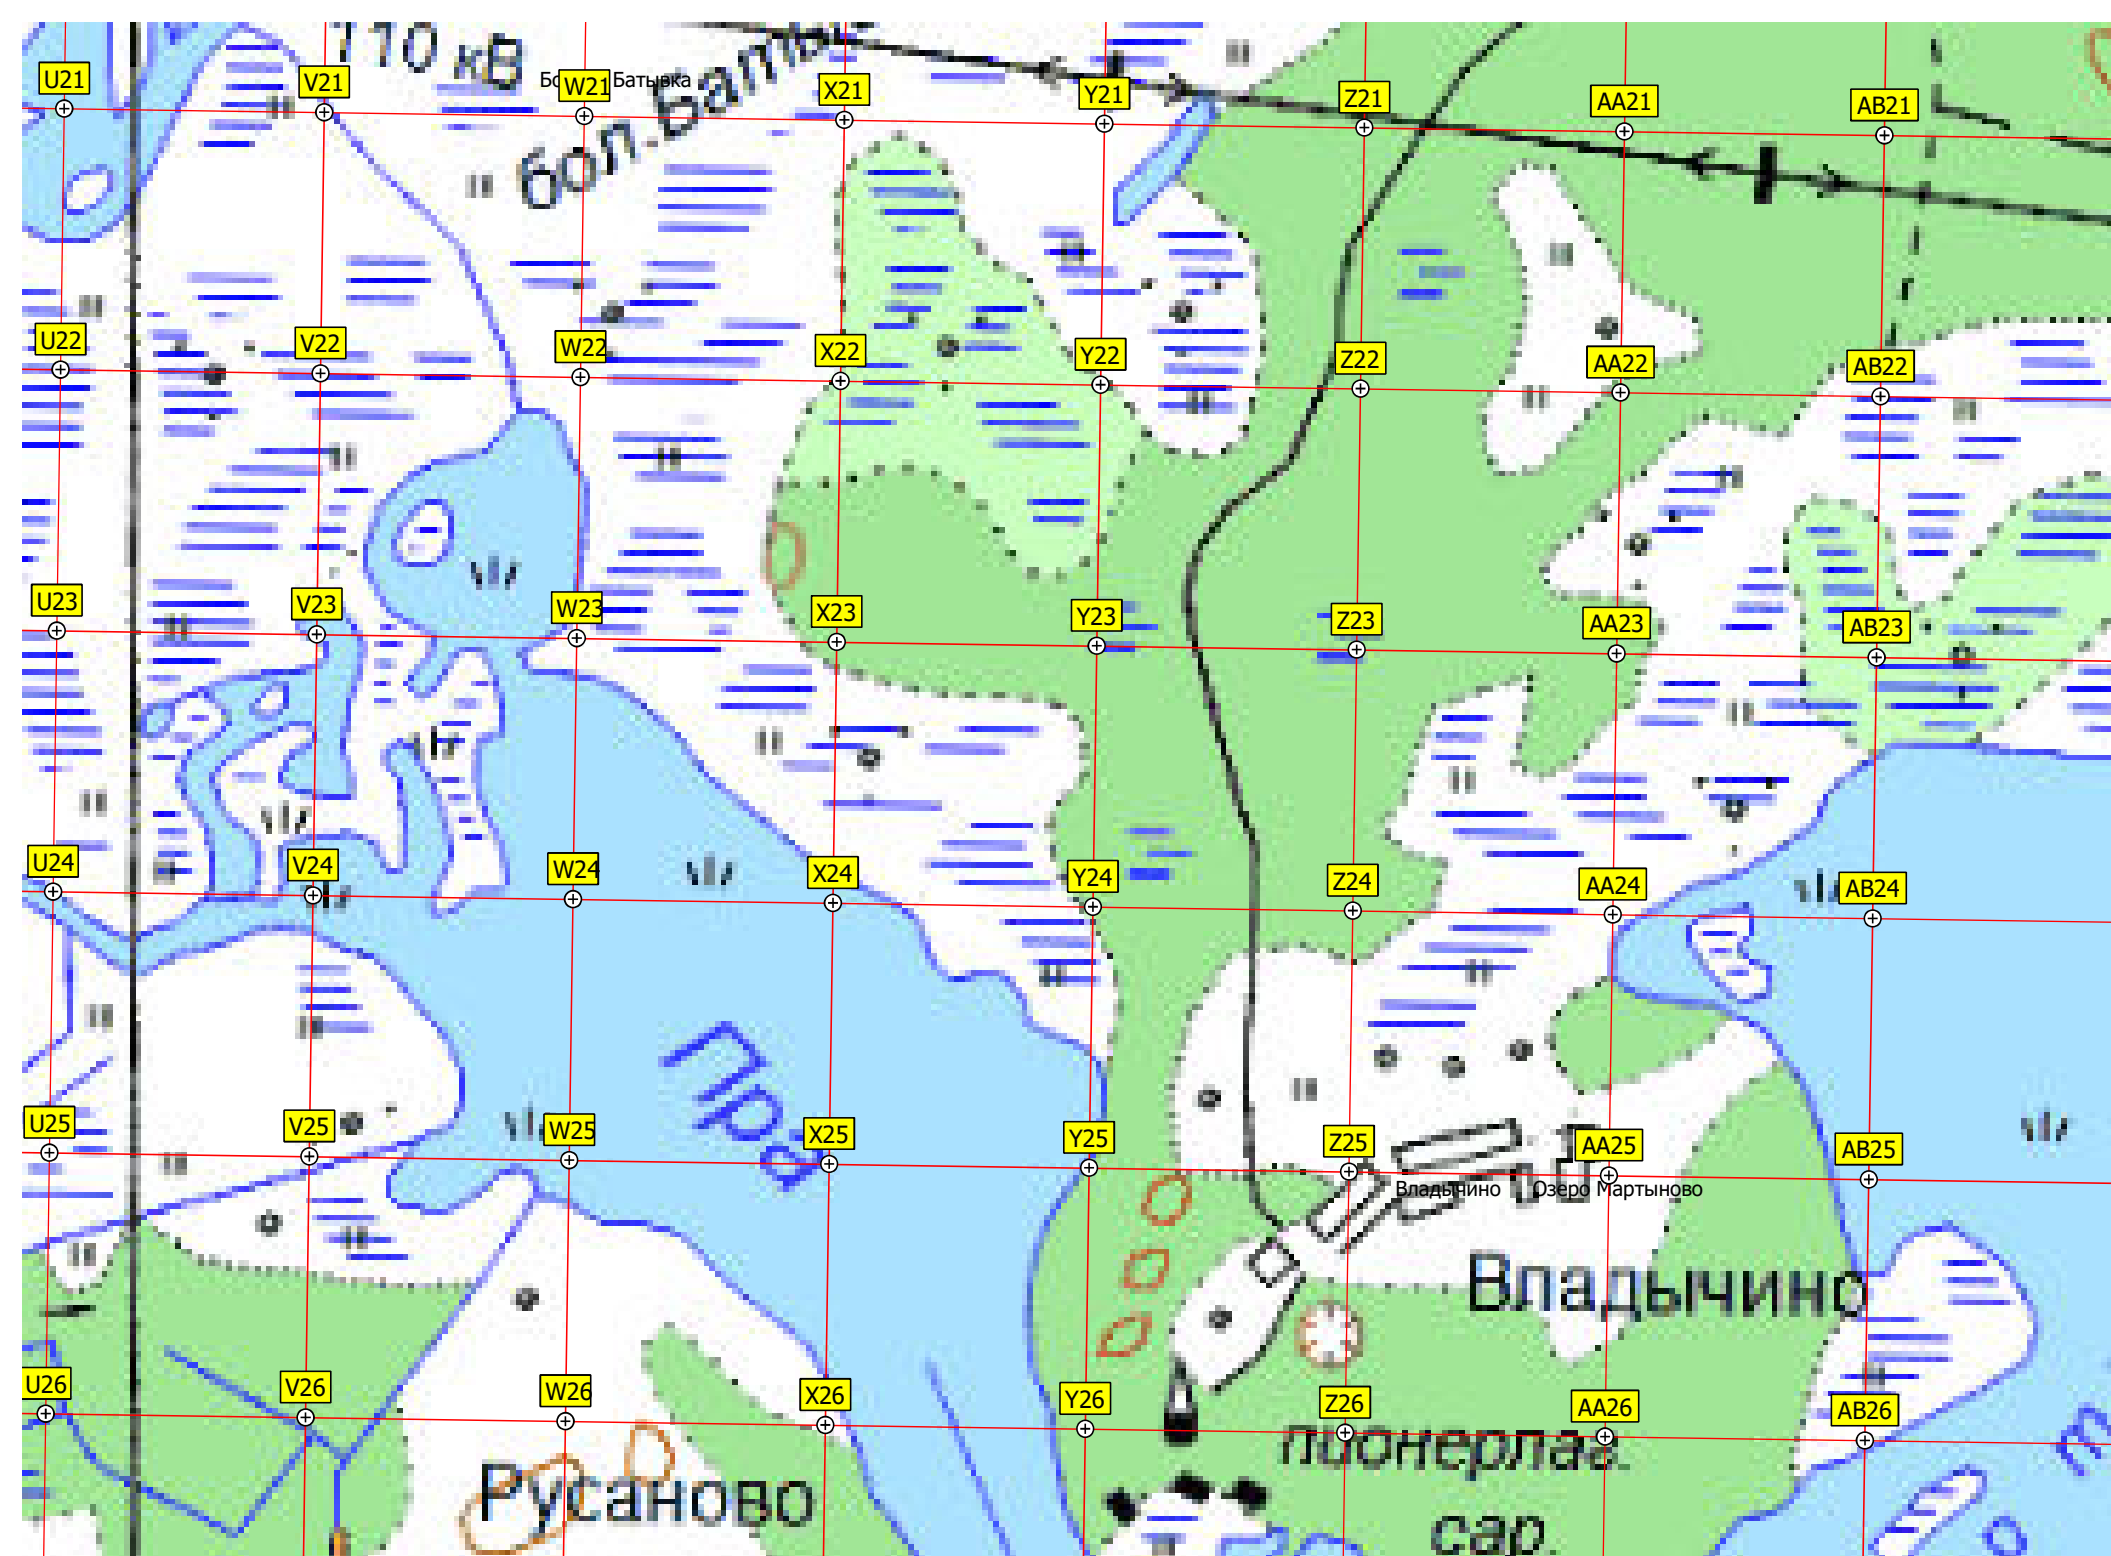 110 кВ
Батывка
бол.Баты
U21 V21 W21 X21 Y21 Z21 AA21 AB21
U22 V22 W22 X22 Y22 Z22 AA22 AB22
U23 V23 W23 X23 Y23 Z23 AA23 AB23
U24 V24 W24 X24 Y24 Z24 AA24 AB24
Пра
U25 V25 W25 X25 Y25 Z25 AA25 AB25
Владычино Озеро Мартыново
Владычино
U26 V26 W26 X26 Y26 Z26 AA26 AB26
пионерлаг.
Русаново
сар.